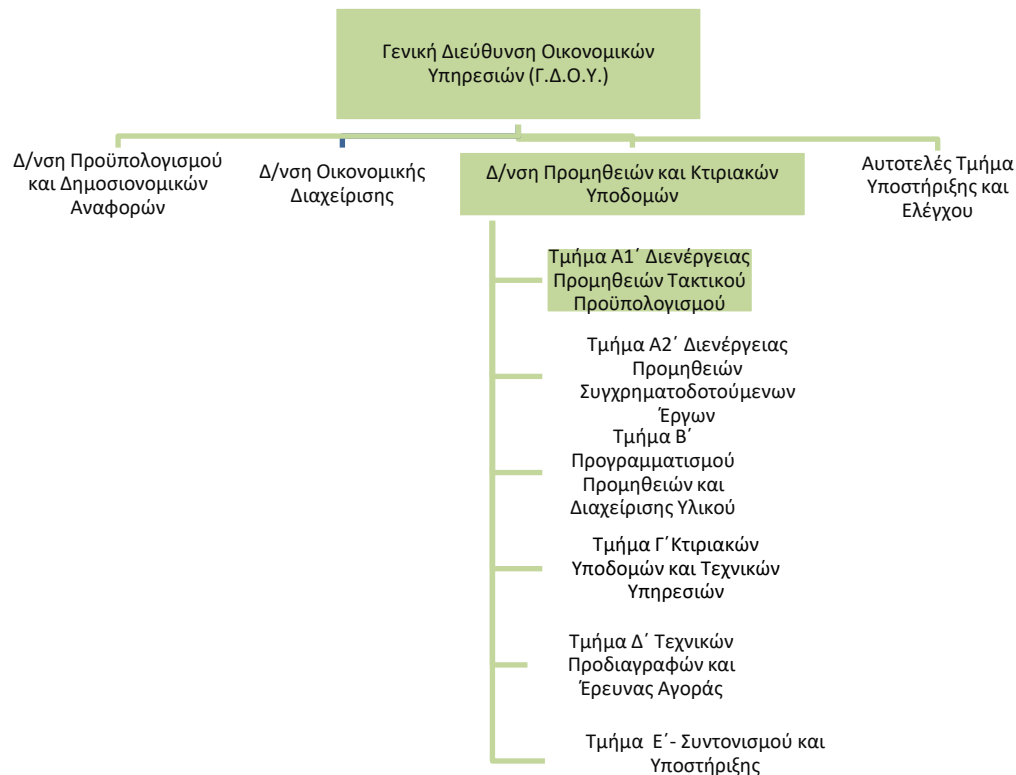 Γενική Διεύθυνση Οικονομικών
Υπηρεσιών (Γ.Δ.Ο.Υ.)
Δ/νση Προϋπολογισμού
και Δημοσιονομικών
Αναφορών
Δ/νση Οικονομικής
Διαχείρισης
Δ/νση Προμηθειών και Κτιριακών
Υποδομών
Αυτοτελές Τμήμα
Υποστήριξης και
Ελέγχου
Τμήμα Α1΄ Διενέργειας
Προμηθειών Τακτικού
Προϋπολογισμού
Τμήμα Α2΄ Διενέργειας
Προμηθειών
Συγχρηματοδοτούμενων
Έργων
Τμήμα Β΄
Προγραμματισμού
Προμηθειών και
Διαχείρισης Υλικού
Τμήμα Γ΄Κτιριακών
Υποδομών και Τεχνικών
Υπηρεσιών
Τμήμα Δ΄ Τεχνικών
Προδιαγραφών και
Έρευνας Αγοράς
Τμήμα Ε΄- Συντονισμού και
Υποστήριξης